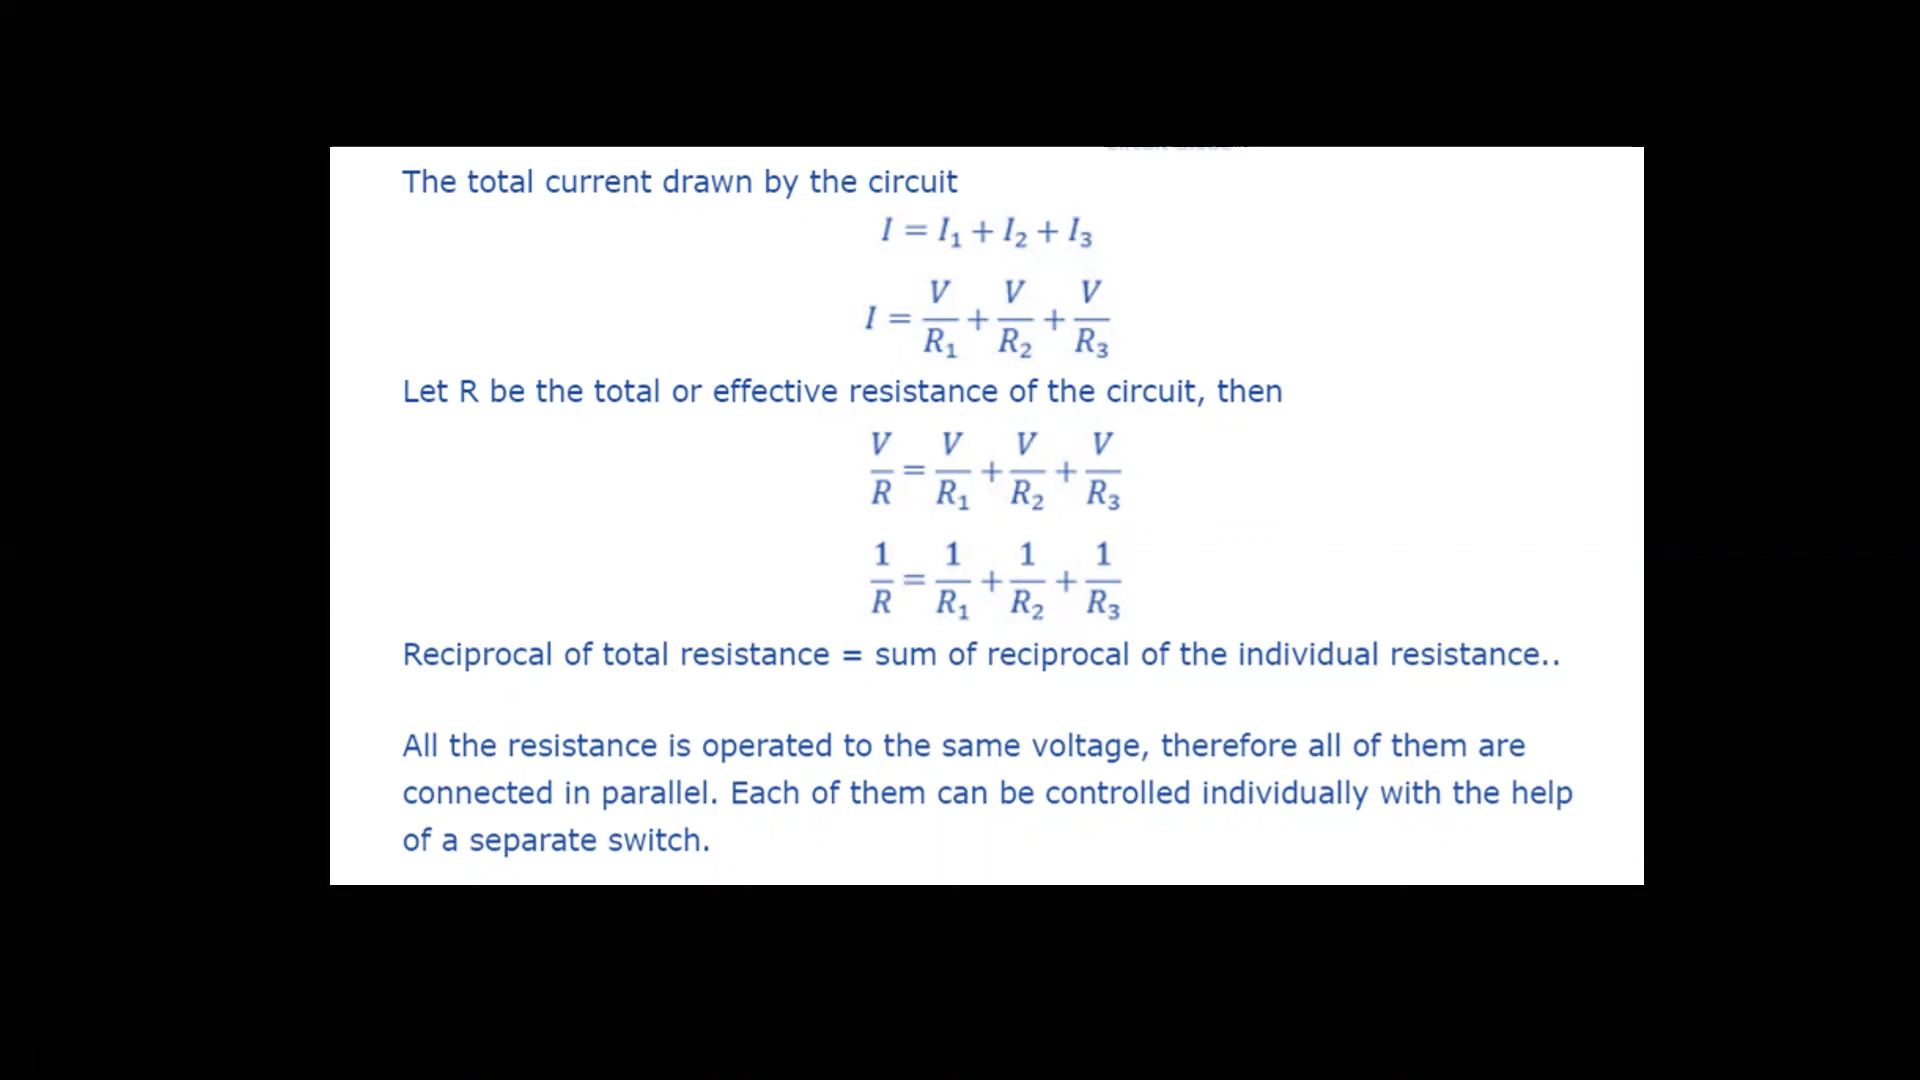 The total current drawn by the circuit
I = I₁ + I₂ + I₃
I = V/R₁ + V/R₂ + V/R₃
Let R be the total or effective resistance of the circuit, then
V/R = V/R₁ + V/R₂ + V/R₃
1/R = 1/R₁ + 1/R₂ + 1/R₃
Reciprocal of total resistance = sum of reciprocal of the individual resistance..
All the resistance is operated to the same voltage, therefore all of them are
connected in parallel. Each of them can be controlled individually with the help
of a separate switch.